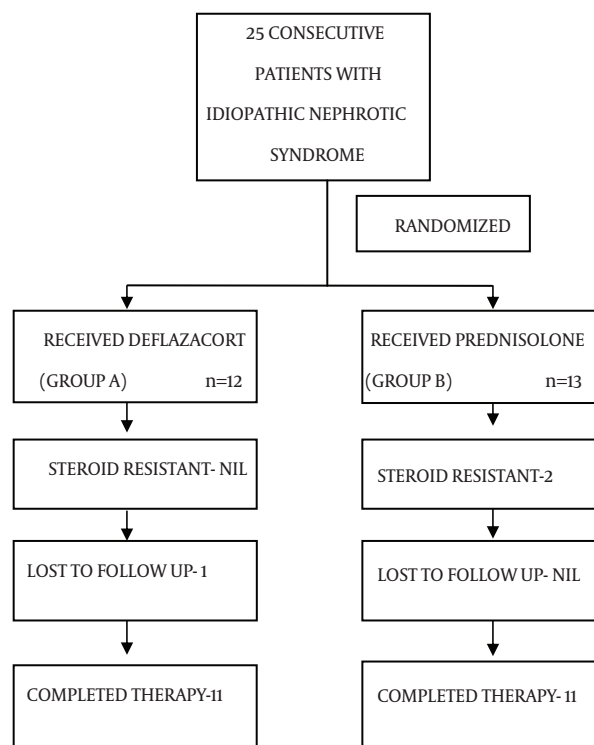 25 CONSECUTIVE
PATIENTS WITH
IDIOPATHIC NEPHROTIC
SYNDROME
RANDOMIZED
RECEIVED DEFLAZACORT
(GROUP A) n=12
RECEIVED PREDNISOLONE
(GROUP B) n=13
STEROID RESISTANT- NIL
STEROID RESISTANT-2
LOST TO FOLLOW UP- 1
LOST TO FOLLOW UP- NIL
COMPLETED THERAPY-11
COMPLETED THERAPY- 11